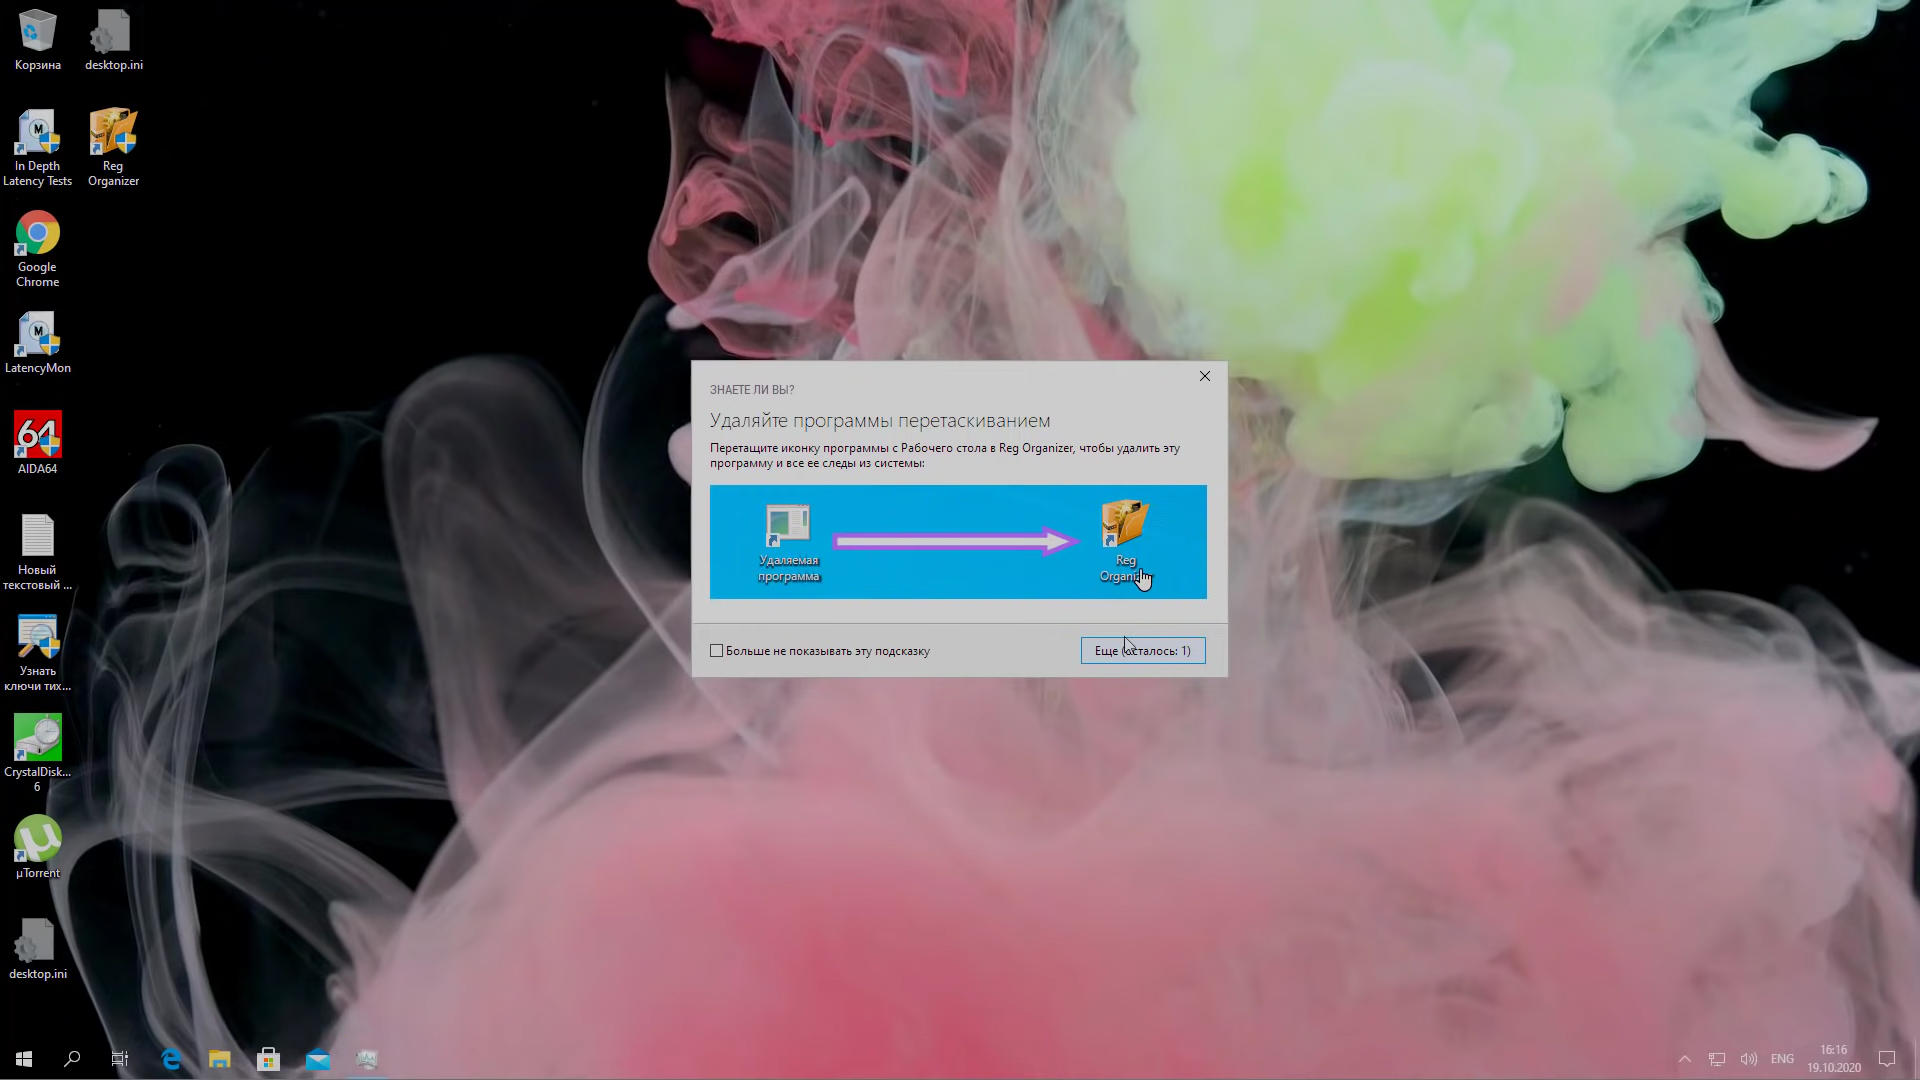 Корзина
desktop.ini
In Depth
Latency Tests
Reg
Organizer
Google
Chrome
LatencyMon
64
AIDA64
Новый
текстовый ...
Узнать
ключи тих...
CrystalDisk...
6
µTorrent
desktop.ini
ЗНАЕТЕ ЛИ ВЫ?
Удаляйте программы перетаскиванием
Перетащите иконку программы с Рабочего стола в Reg Organizer, чтобы удалить эту
программу и все ее следы из системы:
Удаляемая
программа
Reg
Больше не показывать эту подсказку
Еще (осталось: 1)
ENG
16:16
19.10.2020